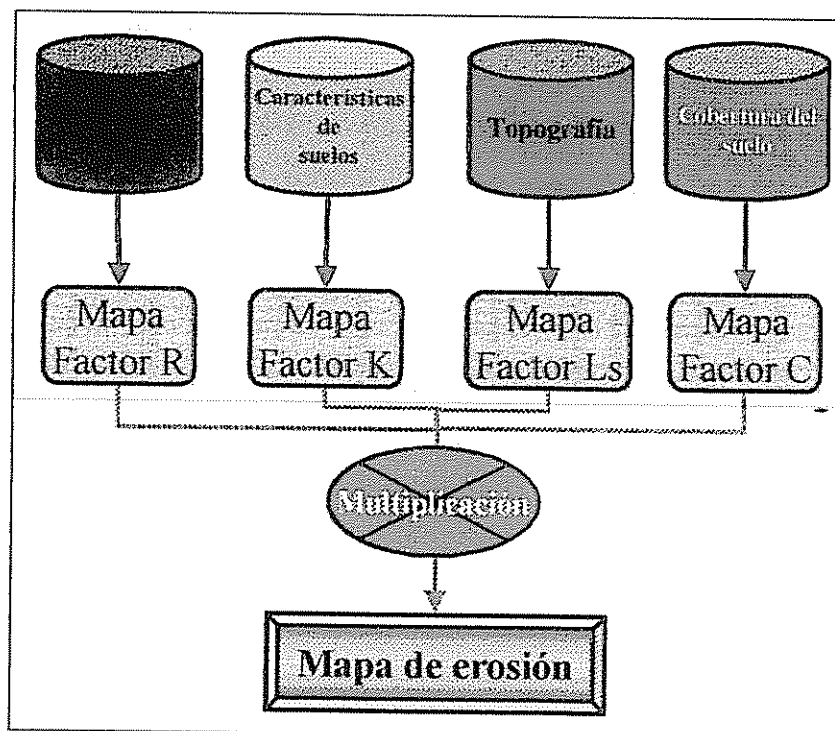 Características
de
suelos
Topografía
Cobertura del
suelo
Mapa
Factor R
Mapa
Factor K
Mapa
Factor Ls
Mapa
Factor C
Multiplicación
Mapa de erosión